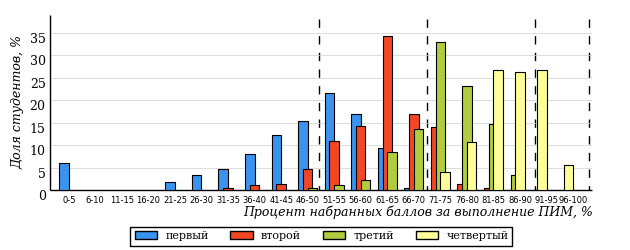 Доля студентов, %
35
30
25
20
15
10
5
0
0-5 6-10 11-15 16-20 21-25 26-30 31-35 36-40 41-45 46-50 51-55 56-60 61-65 66-70 71-75 76-80 81-85 86-90 91-95 96-100
Процент набранных баллов за выполнение ПИМ, %
первый второй третий четвертый